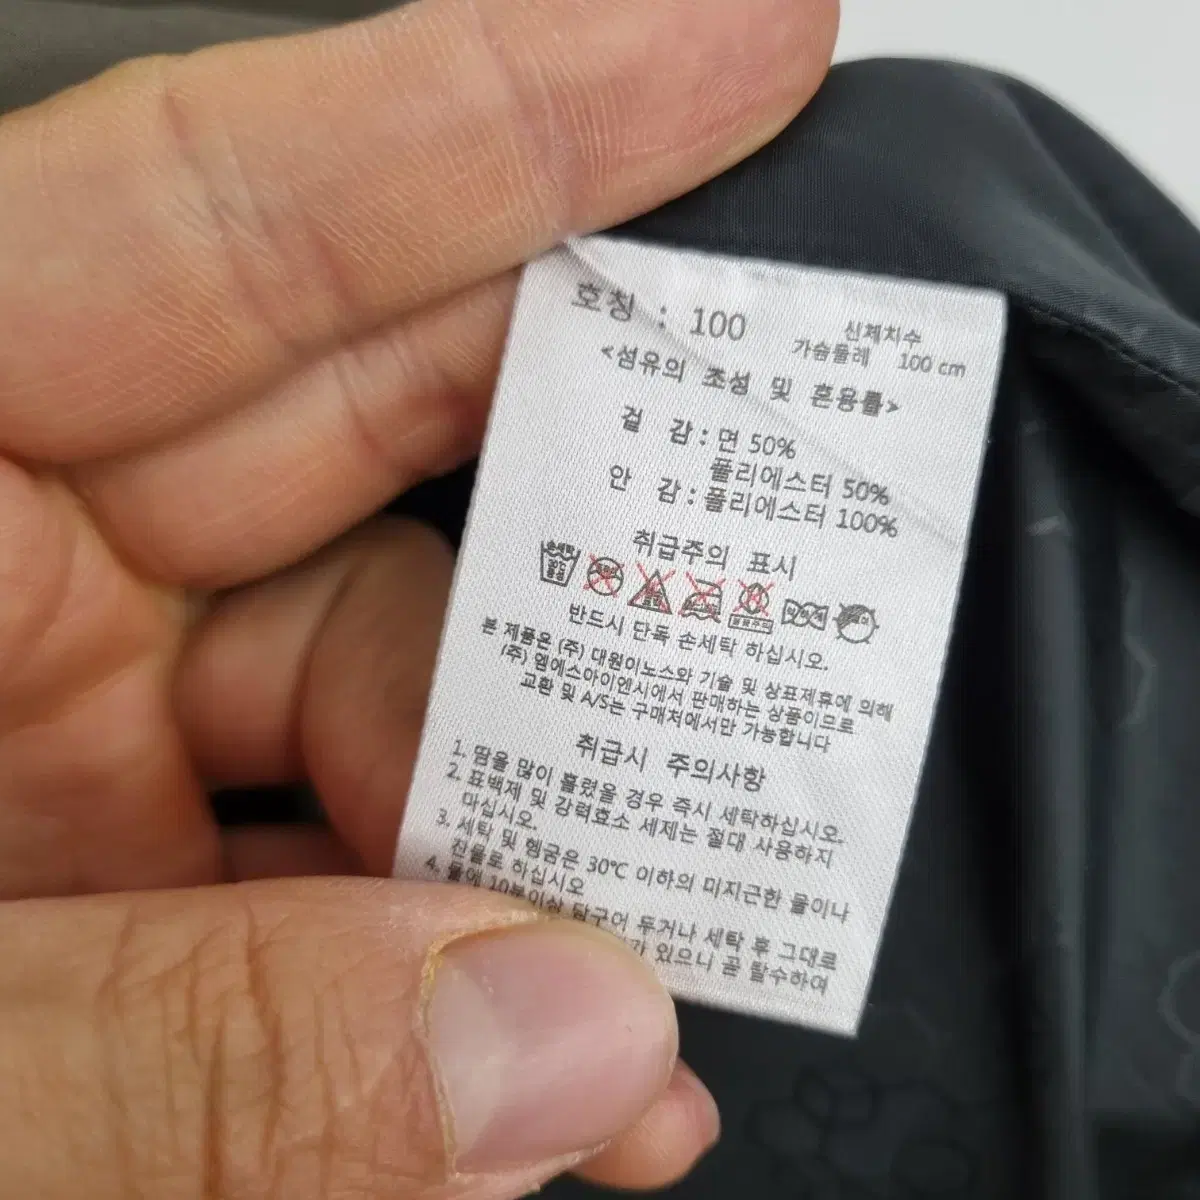 호칭 : 100
신체치수
가슴둘레 100 cm
<섬유의 조성 및 혼용률>
겉 감 : 면 50%
폴리에스터 50%
안 감 : 폴리에스터 100%
취급주의 표시
반드시 단독 손세탁 하십시오.
본 제품은 (주) 대원이노스와 기술 및 상표제휴에 의해
(주) 엠에스아이엔시에서 판매하는 상품이므로
교환 및 A/S는 구매처에서만 가능합니다
취급시 주의사항
1. 땀을 많이 흘렸을 경우 즉시 세탁하십시오.
2. 표백제 및 강력효소 세제는 절대 사용하지
마십시오.
3. 세탁 및 헹굼은 30℃ 이하의 미지근한 물이나
찬물로 하십시오
4. 물에 10분이상 담구어 두거나 세탁 후 그대로
가 있으니 곧 탈수하여